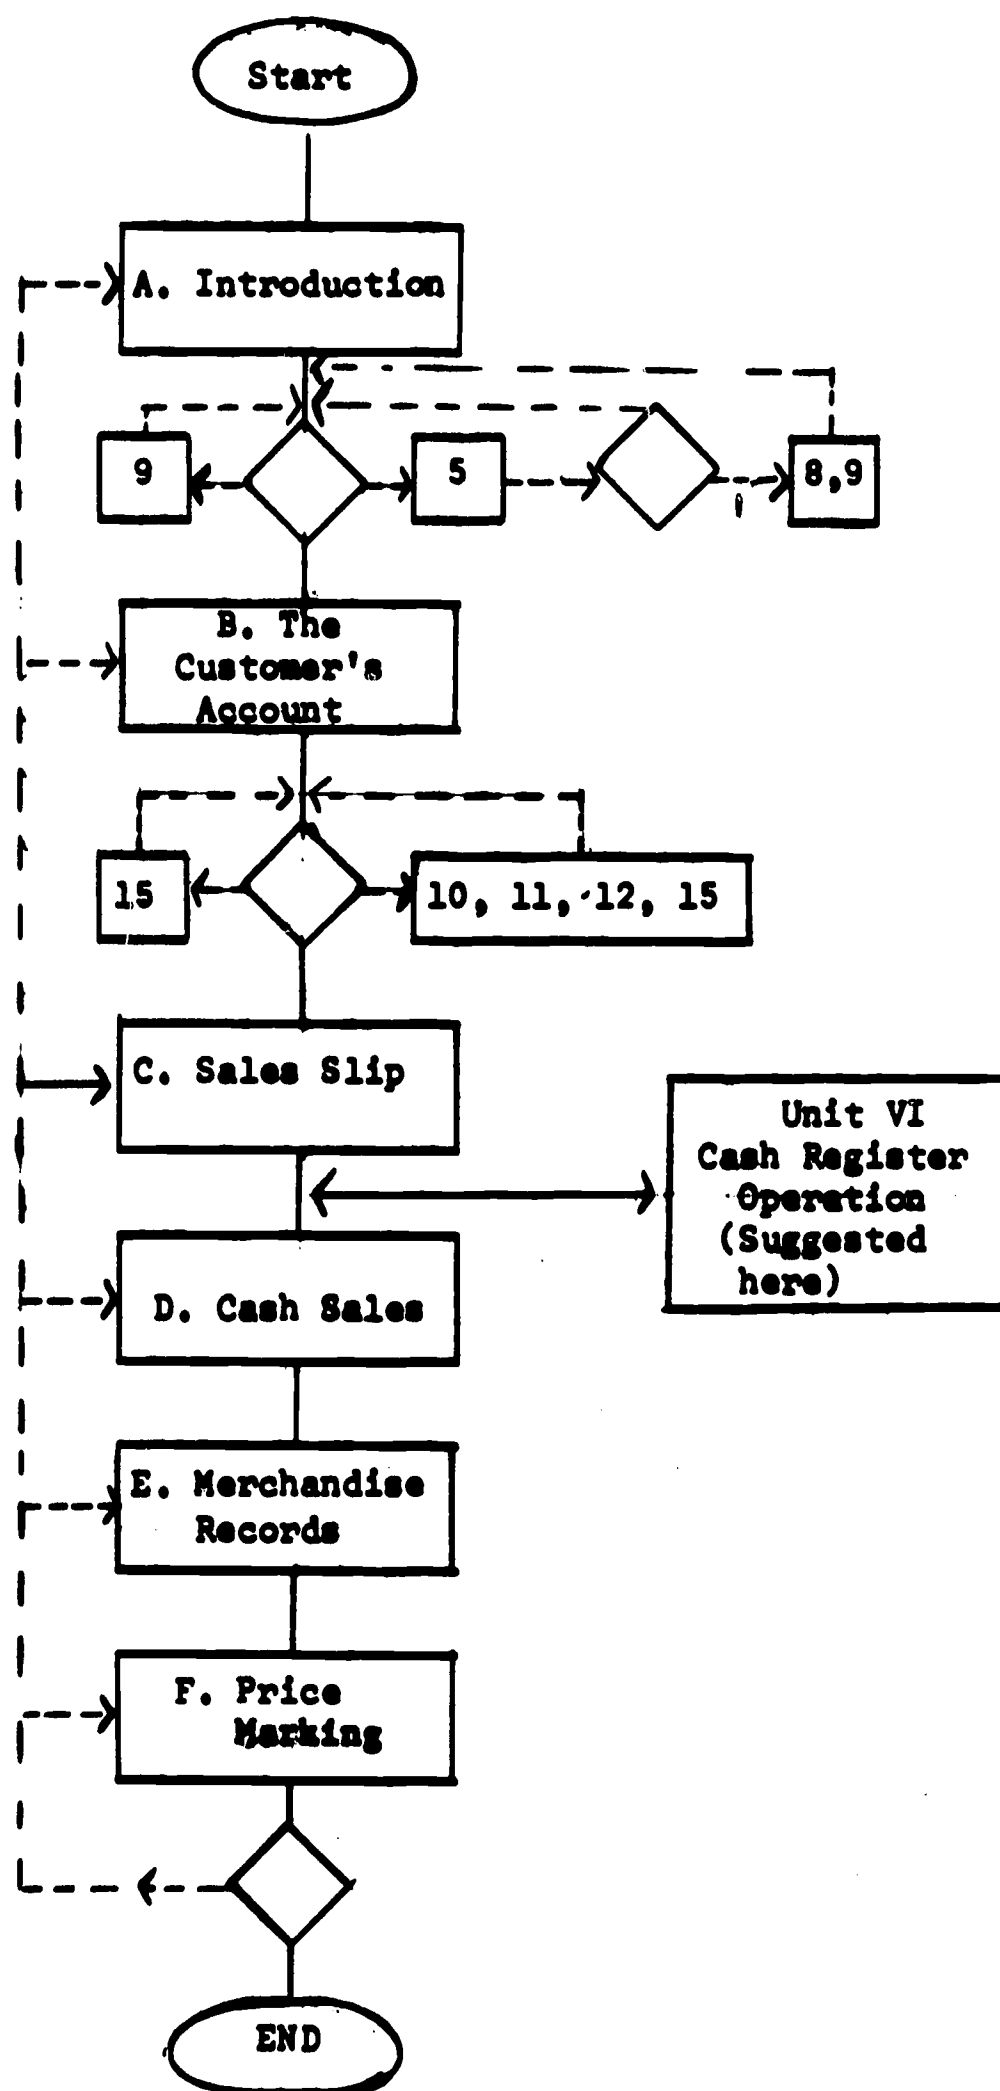 Start
A. Introduction
9
5
8,9
B. The
Customer's
Account
15
10, 11, 12, 15
C. Sales Slip
Unit VI
Cash Register
Operation
(Suggested
here)
D. Cash Sales
E. Merchandise
Records
F. Price
Marking
END